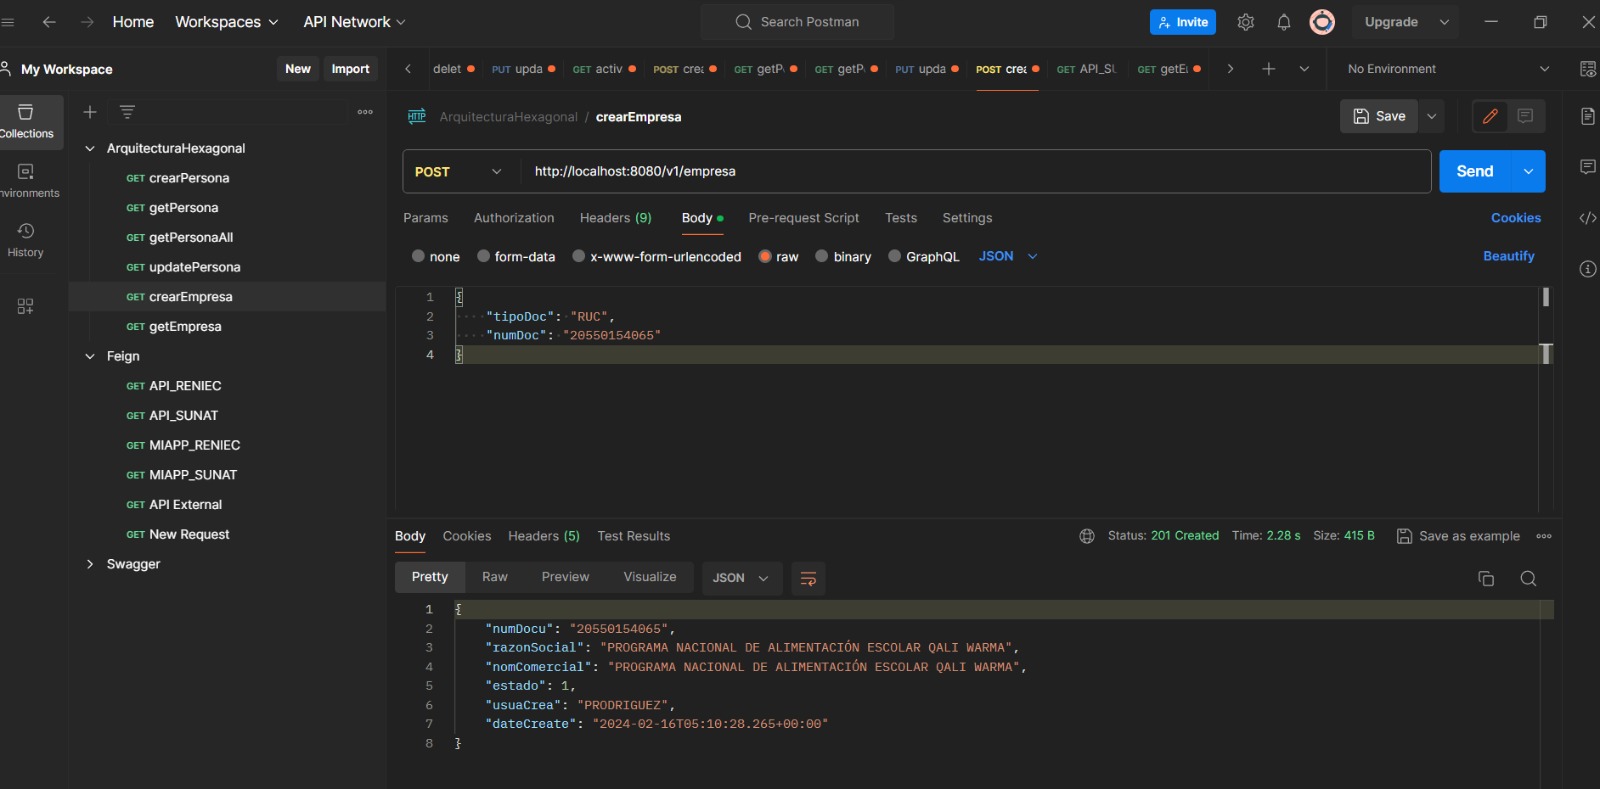 Home Workspaces API Network Search Postman Invite Upgrade
My Workspace New Import delet PUT upda GET activ POST crea GET getP GET getP PUT upda POST crea GET API_SU GET getE No Environment
ArquitecturaHexagonal / crearEmpresa Save
Collections
ArquitecturaHexagonal
GET crearPersona
GET getPersona
GET getPersonaAll
GET updatePersona
GET crearEmpresa
GET getEmpresa
Feign
GET API_RENIEC
GET API_SUNAT
GET MIAPP_RENIEC
GET MIAPP_SUNAT
GET API External
GET New Request
Swagger
nvironments
History
POST http://localhost:8080/v1/empresa Send
Params Authorization Headers (9) Body Pre-request Script Tests Settings Cookies
none form-data x-www-form-urlencoded raw binary GraphQL JSON Beautify
1 {
2 "tipoDoc": "RUC",
3 "numDoc": "20550154065"
4 }
Body Cookies Headers (5) Test Results Status: 201 Created Time: 2.28 s Size: 415 B Save as example
Pretty Raw Preview Visualize JSON
1 {
2 "numDocu": "20550154065",
3 "razonSocial": "PROGRAMA NACIONAL DE ALIMENTACIÓN ESCOLAR QALI WARMA",
4 "nomComercial": "PROGRAMA NACIONAL DE ALIMENTACIÓN ESCOLAR QALI WARMA",
5 "estado": 1,
6 "usuaCrea": "PRODRIGUEZ",
7 "dateCreate": "2024-02-16T05:10:28.265+00:00"
8 }